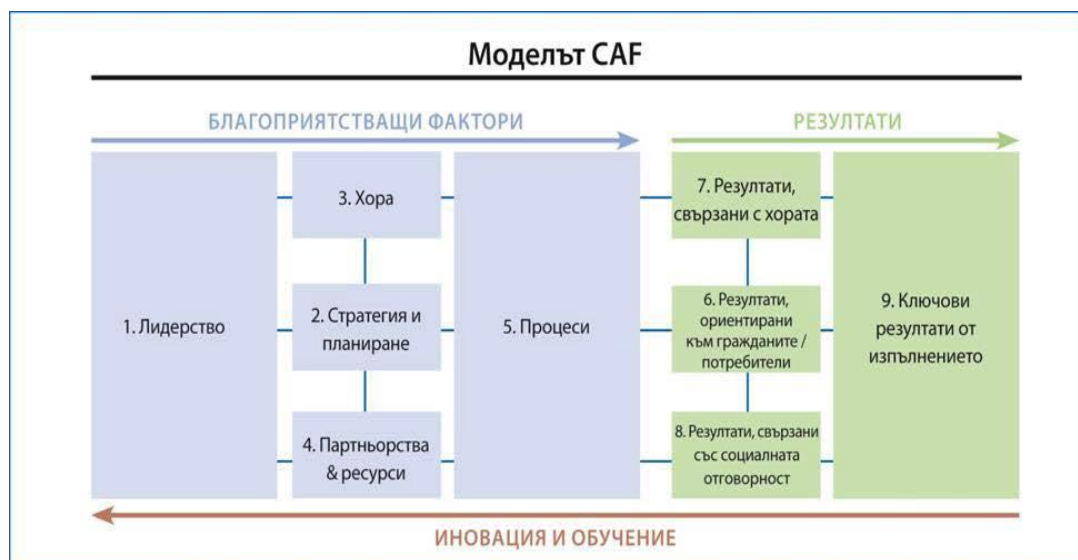 Моделът CAF
БЛАГОПРИЯТСТВАЩИ ФАКТОРИ
РЕЗУЛТАТИ
1. Лидерство
3. Хора
2. Стратегия и
планиране
4. Партньорства
& ресурси
5. Процеси
7. Резултати,
свързани с хората
6. Резултати,
ориентирани
към гражданите /
потребители
8. Резултати, свързани
със социалната
отговорност
9. Ключови
резултати от
изпълнението
ИНОВАЦИЯ И ОБУЧЕНИЕ